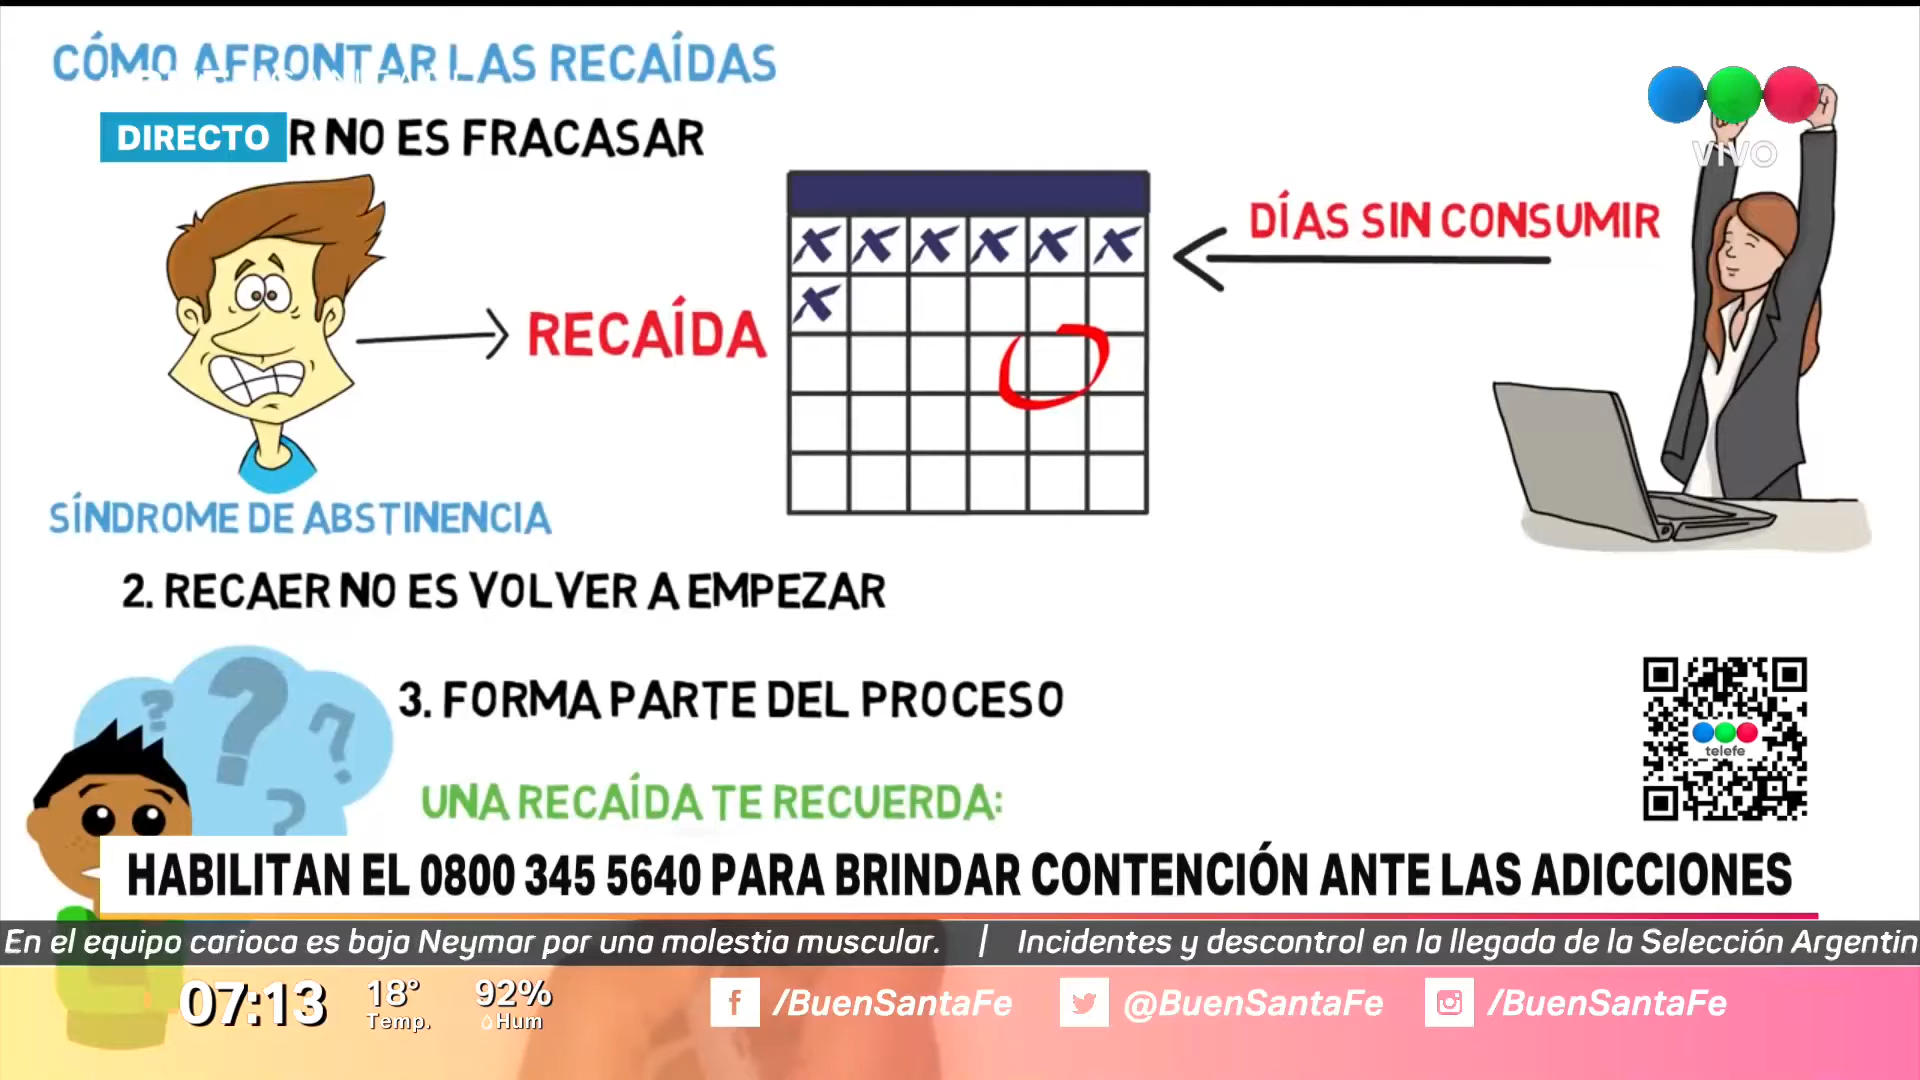 CÓMO AFRONTAR LAS RECAÍDAS
DIRECTO
R NO ES FRACASAR
VIVO
DÍAS SIN CONSUMIR
RECAÍDA
SÍNDROME DE ABSTINENCIA
2. RECAER NO ES VOLVER A EMPEZAR
3. FORMA PARTE DEL PROCESO
telefe
UNA RECAÍDA TE RECUERDA:
HABILITAN EL 0800 345 5640 PARA BRINDAR CONTENCIÓN ANTE LAS ADICCIONES
En el equipo carioca es baja Neymar por una molestia muscular. | Incidentes y descontrol en la llegada de la Selección Argentin
07:13 18° 92% /BuenSantaFe @BuenSantaFe /BuenSantaFe
Temp. Hum